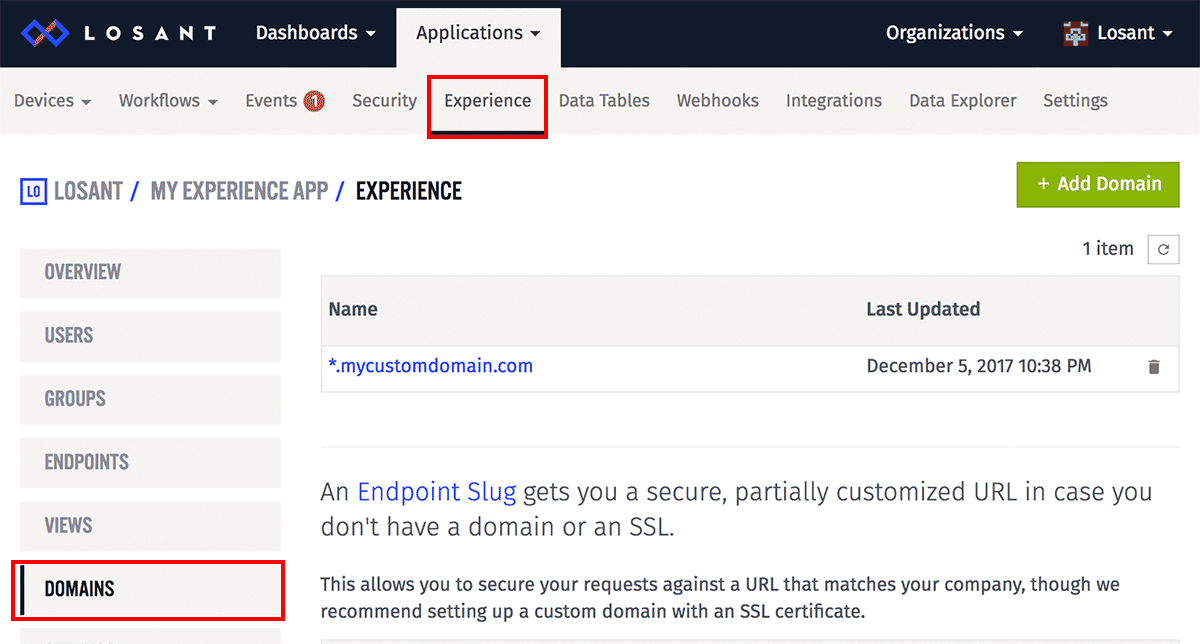 LOSANT Dashboards Applications Organizations Losant
Devices Workflows Events 1 Security Experience Data Tables Webhooks Integrations Data Explorer Settings
LO LOSANT / MY EXPERIENCE APP / EXPERIENCE
+ Add Domain
1 item
OVERVIEW
USERS
GROUPS
ENDPOINTS
VIEWS
DOMAINS
Name Last Updated
*.mycustomdomain.com December 5, 2017 10:38 PM
An Endpoint Slug gets you a secure, partially customized URL in case you
don't have a domain or an SSL.
This allows you to secure your requests against a URL that matches your company, though we
recommend setting up a custom domain with an SSL certificate.